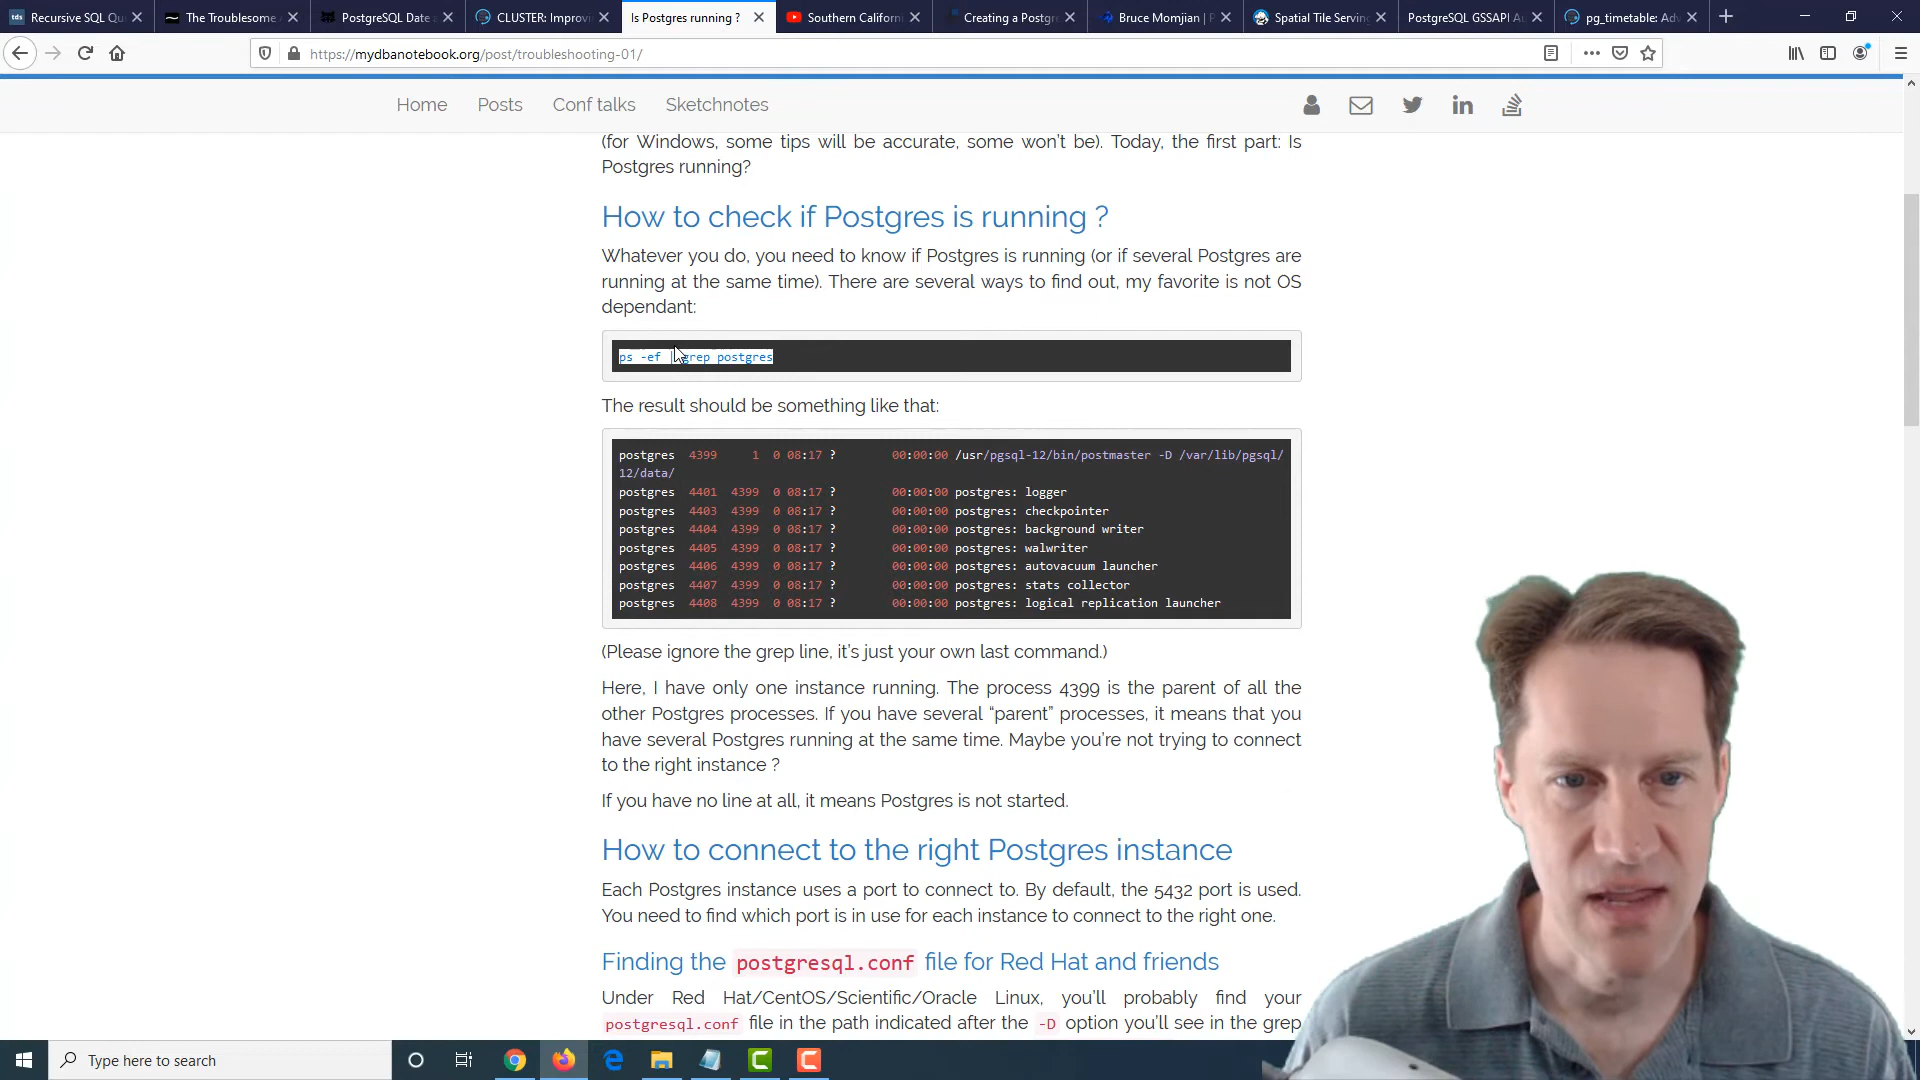 Recursive SQL Qu
The Troublesome
PostgreSQL Date a
CLUSTER: Improvi
Is Postgres running ?
Southern Californi
Creating a Postgr
Bruce Momjian | P
Spatial Tile Servin
PostgreSQL GSSAPI Au
pg_timetable: Adv
https://mydbanotebook.org/post/troubleshooting-01/
Home Posts Conf talks Sketchnotes
(for Windows, some tips will be accurate, some won't be). Today, the first part: Is
Postgres running?
How to check if Postgres is running ?
Whatever you do, you need to know if Postgres is running (or if several Postgres are
running at the same time). There are several ways to find out, my favorite is not OS
dependant:
ps -ef | grep postgres
The result should be something like that:
postgres 4399 1 0 08:17 ? 00:00:00 /usr/pgsql-12/bin/postmaster -D /var/lib/pgsql/
12/data/
postgres 4401 4399 0 08:17 ? 00:00:00 postgres: logger
postgres 4403 4399 0 08:17 ? 00:00:00 postgres: checkpointer
postgres 4404 4399 0 08:17 ? 00:00:00 postgres: background writer
postgres 4405 4399 0 08:17 ? 00:00:00 postgres: walwriter
postgres 4406 4399 0 08:17 ? 00:00:00 postgres: autovacuum launcher
postgres 4407 4399 0 08:17 ? 00:00:00 postgres: stats collector
postgres 4408 4399 0 08:17 ? 00:00:00 postgres: logical replication launcher
(Please ignore the grep line, it's just your own last command.)
Here, I have only one instance running. The process 4399 is the parent of all the
other Postgres processes. If you have several “parent” processes, it means that you
have several Postgres running at the same time. Maybe you're not trying to connect
to the right instance ?
If you have no line at all, it means Postgres is not started.
How to connect to the right Postgres instance
Each Postgres instance uses a port to connect to. By default, the 5432 port is used.
You need to find which port is in use for each instance to connect to the right one.
Finding the postgresql.conf file for Red Hat and friends
Under Red Hat/CentOS/Scientific/Oracle Linux, you'll probably find your
postgresql.conf file in the path indicated after the -D option you'll see in the grep
Type here to search